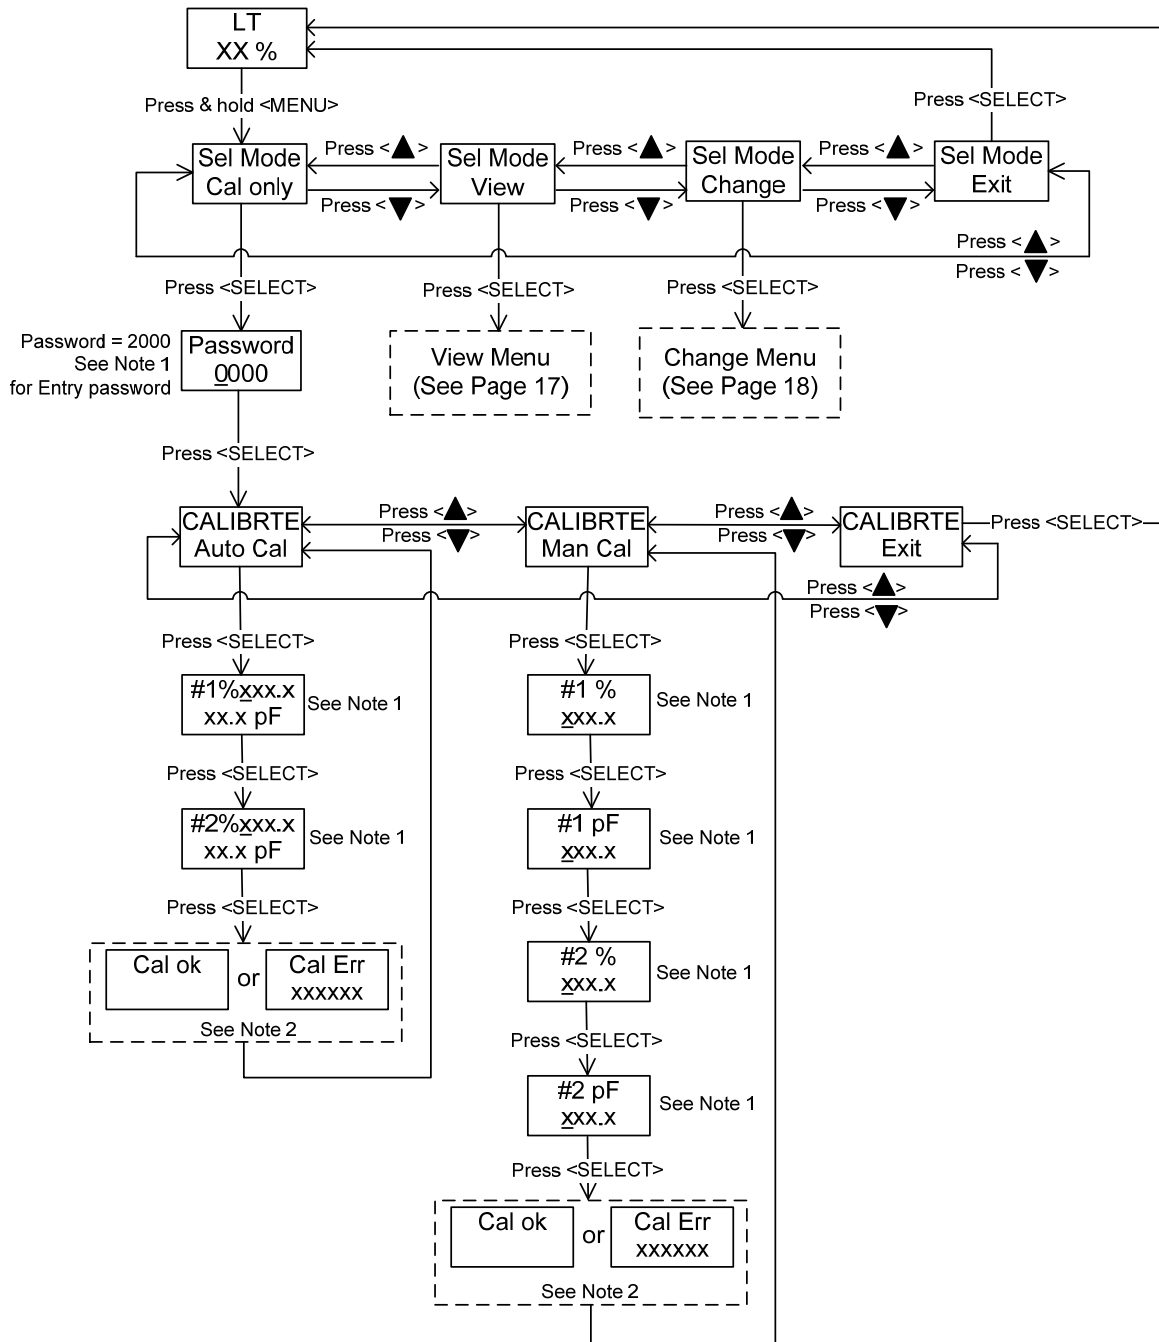 LT
XX %
Press & hold <MENU>
Press <SELECT>
Sel Mode
Cal only
Press <▲>
Press <▼>
Sel Mode
View
Press <▲>
Press <▼>
Sel Mode
Change
Press <▲>
Press <▼>
Sel Mode
Exit
Press <▲>
Press <▼>
Press <SELECT>
Press <SELECT>
Press <SELECT>
Password = 2000
See Note 1
for Entry password
Password
0000
View Menu
(See Page 17)
Change Menu
(See Page 18)
Press <SELECT>
CALIBRTE
Auto Cal
Press <▲>
Press <▼>
CALIBRTE
Man Cal
Press <▲>
Press <▼>
CALIBRTE
Exit
Press <SELECT>
Press <▲>
Press <▼>
Press <SELECT>
#1%xxx.x
xx.x pF
See Note 1
Press <SELECT>
#2%xxx.x
xx.x pF
See Note 1
Press <SELECT>
Cal ok
or
Cal Err
xxxxxx
See Note 2
Press <SELECT>
#1 %
xxx.x
See Note 1
Press <SELECT>
#1 pF
xxx.x
See Note 1
Press <SELECT>
#2 %
xxx.x
See Note 1
Press <SELECT>
#2 pF
xxx.x
See Note 1
Press <SELECT>
Cal ok
or
Cal Err
xxxxxx
See Note 2